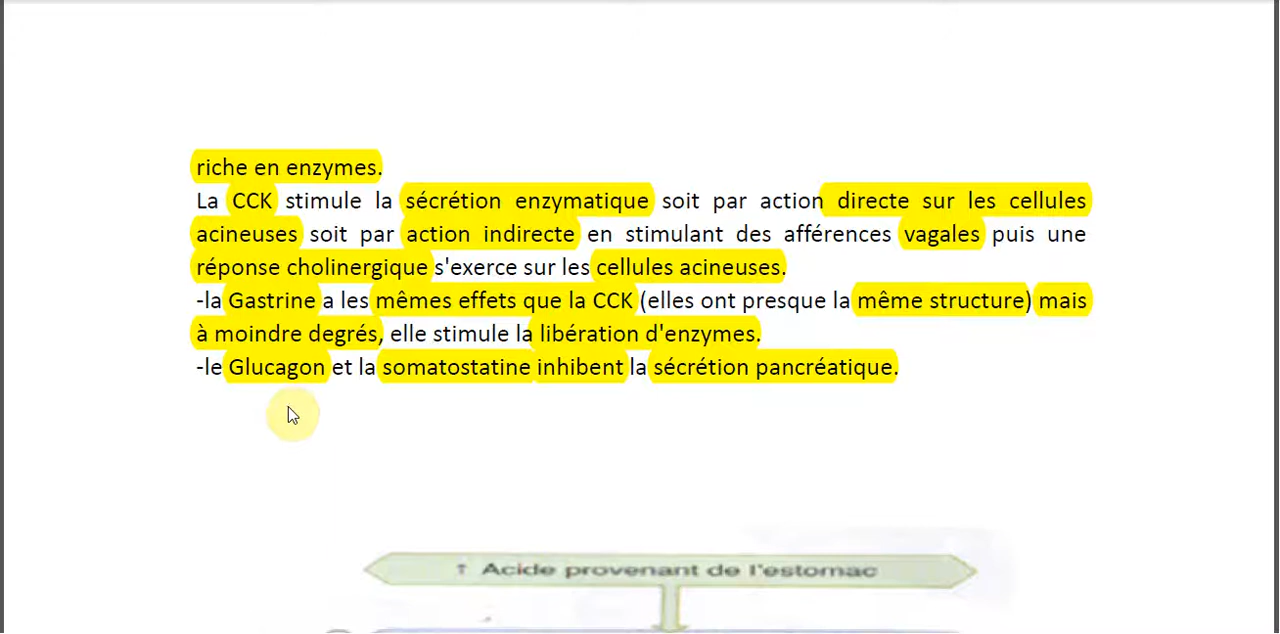 riche en enzymes.
La CCK stimule la sécrétion enzymatique soit par action directe sur les cellules
acineuses soit par action indirecte en stimulant des afférences vagales puis une
réponse cholinergique s'exerce sur les cellules acineuses.
-la Gastrine a les mêmes effets que la CCK (elles ont presque la même structure) mais
à moindre degrés, elle stimule la libération d'enzymes.
-le Glucagon et la somatostatine inhibent la sécrétion pancréatique.
↑ Acide provenant de l'estomac